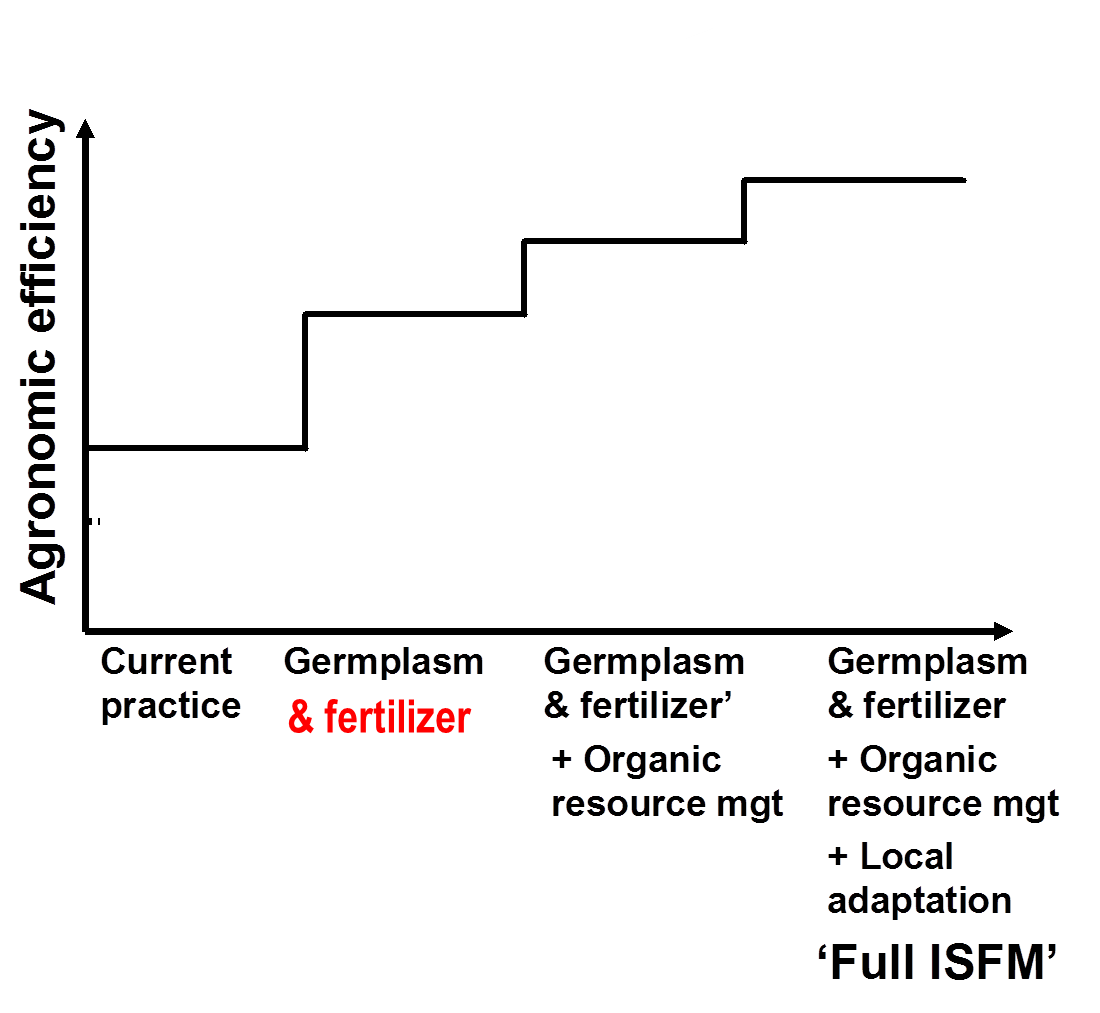 Agronomic efficiency
Current
practice
Germplasm
& fertilizer
Germplasm
& fertilizer’
+ Organic
resource mgt
Germplasm
& fertilizer
+ Organic
resource mgt
+ Local
adaptation
‘Full ISFM’